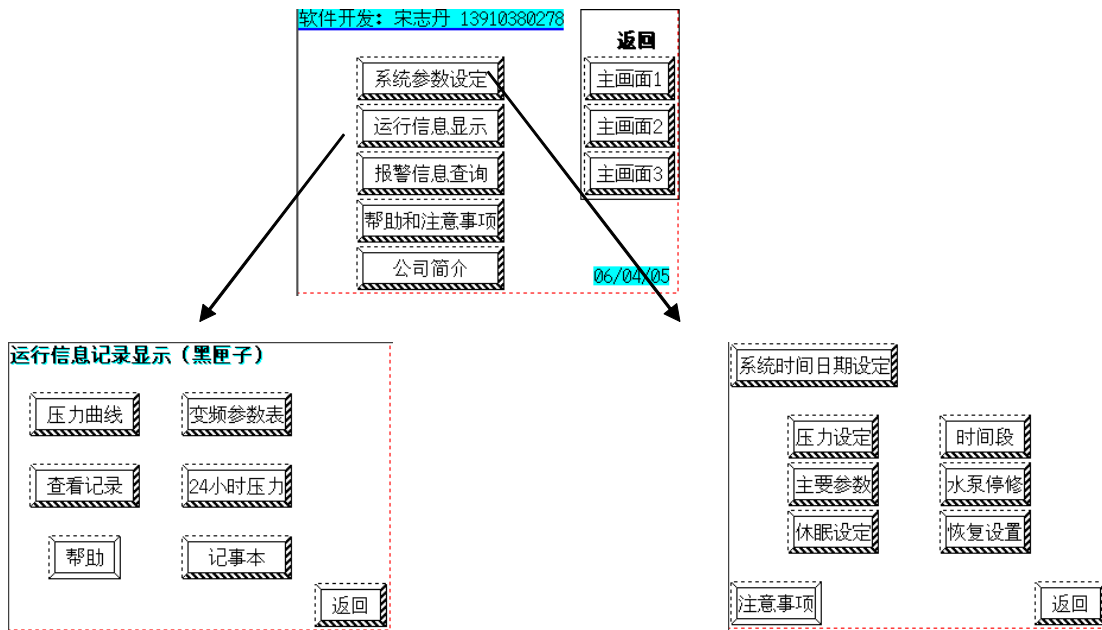 软件开发：宋志丹 13910380278
返回
系统参数设定
主画面1
运行信息显示
主画面2
报警信息查询
主画面3
帮助和注意事项
公司简介
06/04/05
运行信息记录显示（黑匣子）
压力曲线
变频参数表
查看记录
24小时压力
帮助
记事本
返回
系统时间日期设定
压力设定
时间段
主要参数
水泵停修
休眠设定
恢复设置
注意事项
返回